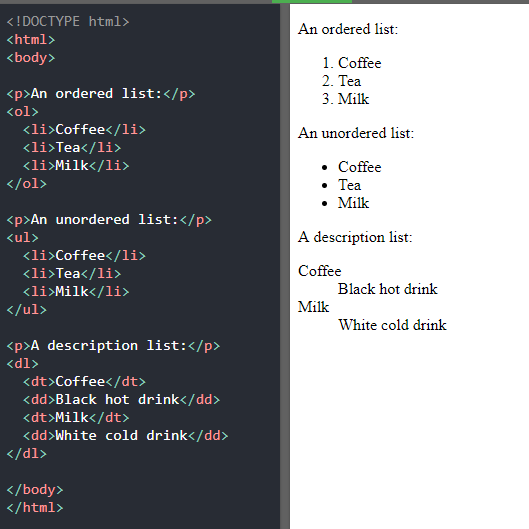 <!DOCTYPE html>
<html>
<body>

<p>An ordered list:</p>
<ol>
  <li>Coffee</li>
  <li>Tea</li>
  <li>Milk</li>
</ol>

<p>An unordered list:</p>
<ul>
  <li>Coffee</li>
  <li>Tea</li>
  <li>Milk</li>
</ul>

<p>A description list:</p>
<dl>
  <dt>Coffee</dt>
  <dd>Black hot drink</dd>
  <dt>Milk</dt>
  <dd>White cold drink</dd>
</dl>

</body>
</html>

An ordered list:
1. Coffee
2. Tea
3. Milk
An unordered list:
• Coffee
• Tea
• Milk
A description list:
Coffee
Black hot drink
Milk
White cold drink